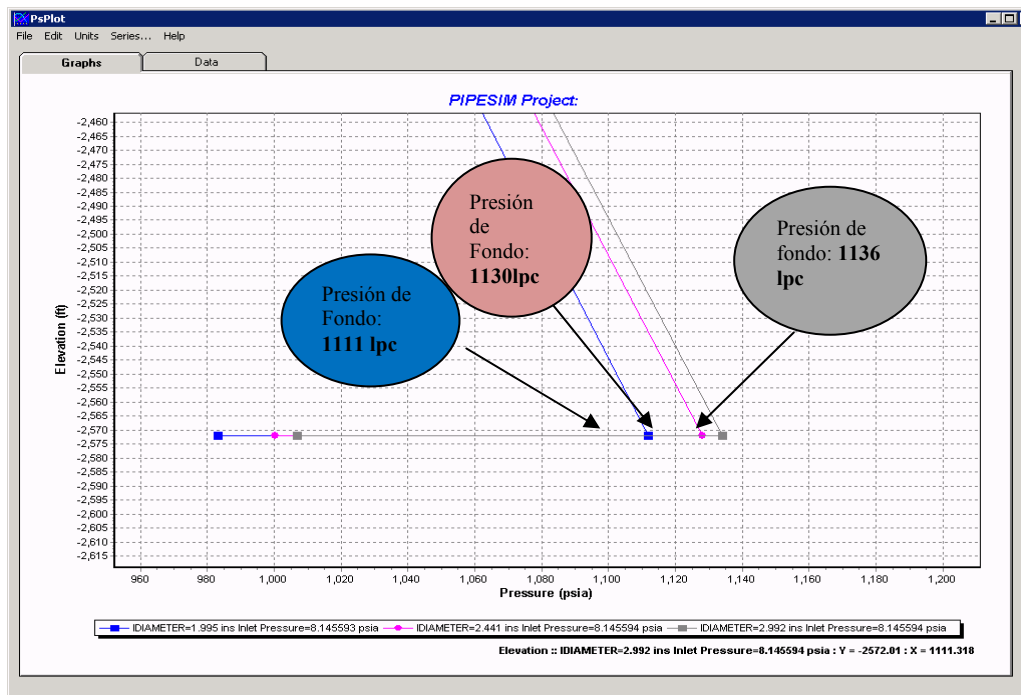 PsPlot
File Edit Units Series... Help
Graphs Data
PIPESIM Project:
-2,460
-2,465
-2,470
-2,475
-2,480
-2,485
-2,490
-2,495
-2,500
-2,505
-2,510
-2,515
-2,520
-2,525
-2,530
-2,535
-2,540
-2,545
-2,550
-2,555
-2,560
-2,565
-2,570
-2,575
-2,580
-2,585
-2,590
-2,595
-2,600
-2,605
-2,610
-2,615
Elevation (ft)
Presión
de
Fondo:
1130lpc
Presión de
fondo: 1136
lpc
Presión de
Fondo:
1111 lpc
960 980 1,000 1,020 1,040 1,060 1,080 1,100 1,120 1,140 1,160 1,180 1,200
Pressure (psia)
IDIAMETER=1.995 ins Inlet Pressure=8.145593 psia IDIAMETER=2.441 ins Inlet Pressure=8.145594 psia IDIAMETER=2.992 ins Inlet Pressure=8.145594 psia
Elevation :: IDIAMETER=2.992 ins Inlet Pressure=8.145594 psia : Y = -2572.01 : X = 1111.318